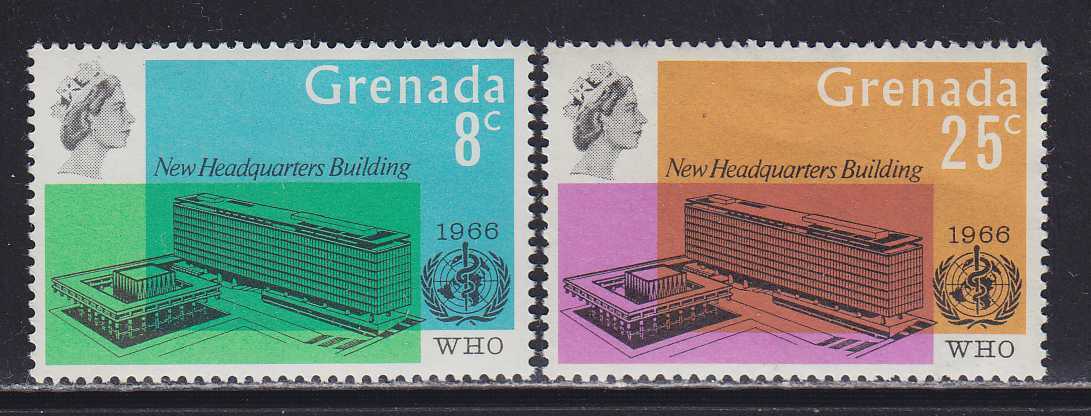 Grenada
8c
New Headquarters Building
1966
WHO
Grenada
25c
New Headquarters Building
1966
WHO